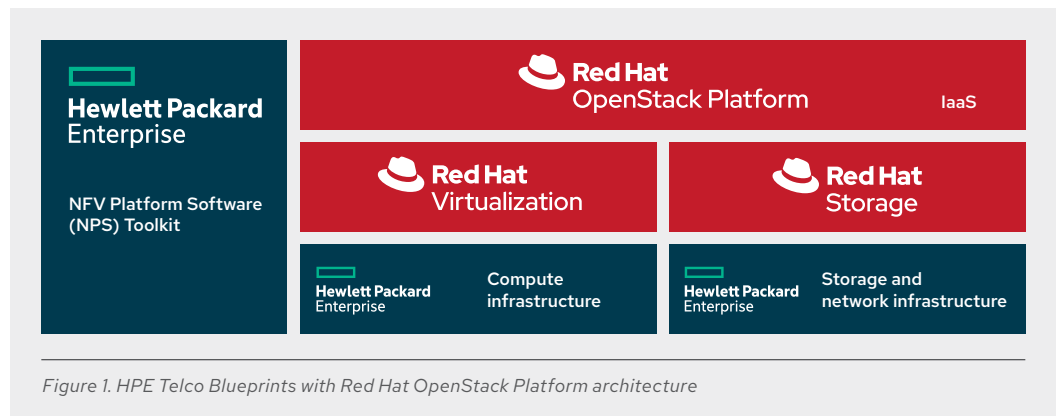 Hewlett Packard
Enterprise
NFV Platform Software
(NPS) Toolkit
Red Hat
OpenStack Platform
IaaS
Red Hat
Virtualization
Red Hat
Storage
Hewlett Packard
Enterprise
Compute
infrastructure
Hewlett Packard
Enterprise
Storage and
network infrastructure
Figure 1. HPE Telco Blueprints with Red Hat OpenStack Platform architecture